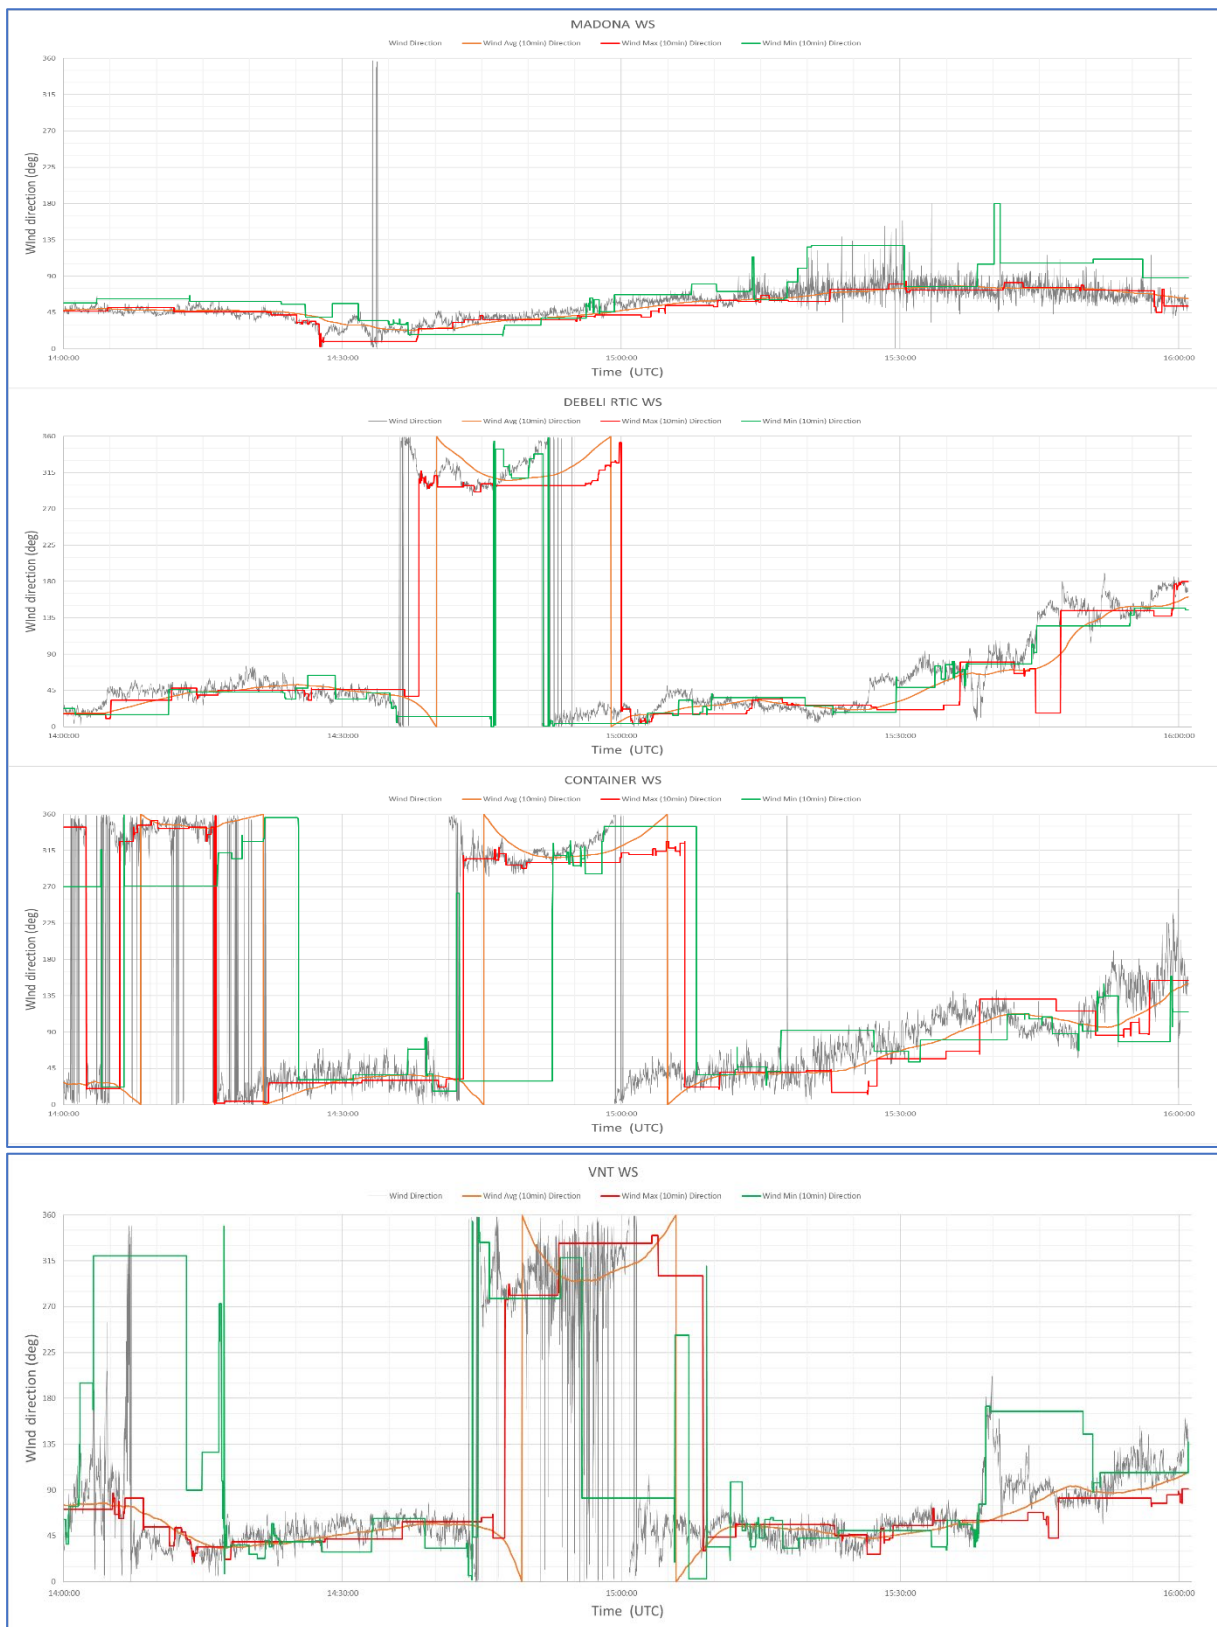 MADONA WS
Wind Direction Wind Avg (10min) Direction Wind Max (10min) Direction Wind Min (10min) Direction
360
315
270
225
180
135
90
45
0
WInd direction (deg)
14:00:00 14:30:00 15:00:00 15:30:00 16:00:00
Time (UTC)
DEBELI RTIC WS
Wind Direction Wind Avg (10min) Direction Wind Max (10min) Direction Wind Min (10min) Direction
360
315
270
225
180
135
90
45
0
WInd direction (deg)
14:00:00 14:30:00 15:00:00 15:30:00 16:00:00
Time (UTC)
CONTAINER WS
Wind Direction Wind Avg (10min) Direction Wind Max (10min) Direction Wind Min (10min) Direction
360
315
270
225
180
135
90
45
0
WInd direction (deg)
14:00:00 14:30:00 15:00:00 15:30:00 16:00:00
Time (UTC)
VNT WS
Wind Direction Wind Avg (10min) Direction Wind Max (10min) Direction Wind Min (10min) Direction
360
315
270
225
180
135
90
45
0
WInd direction (deg)
14:00:00 14:30:00 15:00:00 15:30:00 16:00:00
Time (UTC)